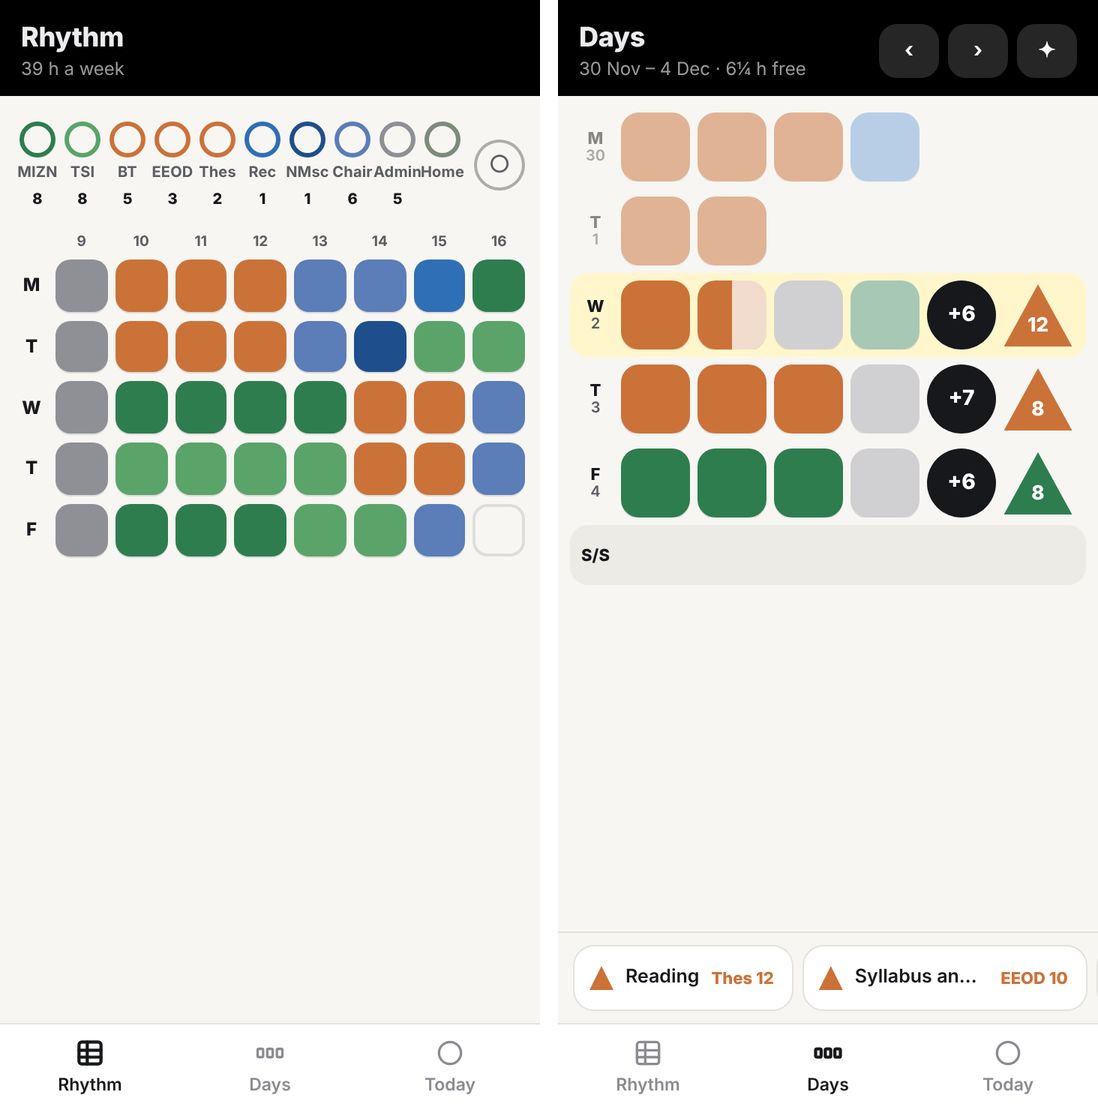 Rhythm
39 h a week
MIZN TSI BT EEOD Thes Rec NMsc Chair Admin Home
8 8 5 3 2 1 1 6 5
9 10 11 12 13 14 15 16
M
T
W
T
F
Rhythm Days Today
Days
30 Nov – 4 Dec · 6¼ h free
‹ › ✦
M
30
T
1
W
2
+6 12
T
3
+7 8
F
4
+6 8
S/S
Reading Thes 12
Syllabus an… EEOD 10
Rhythm Days Today